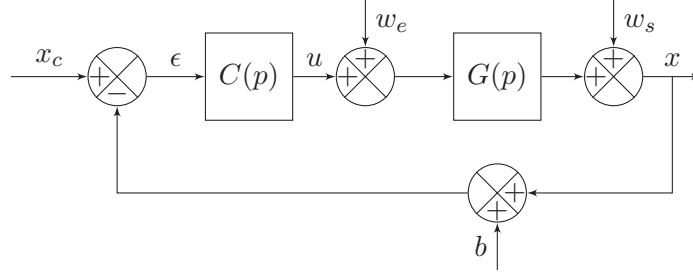 w_e w_s
x_c ϵ C(p) u G(p) x
+ − + + + +
+ +
b